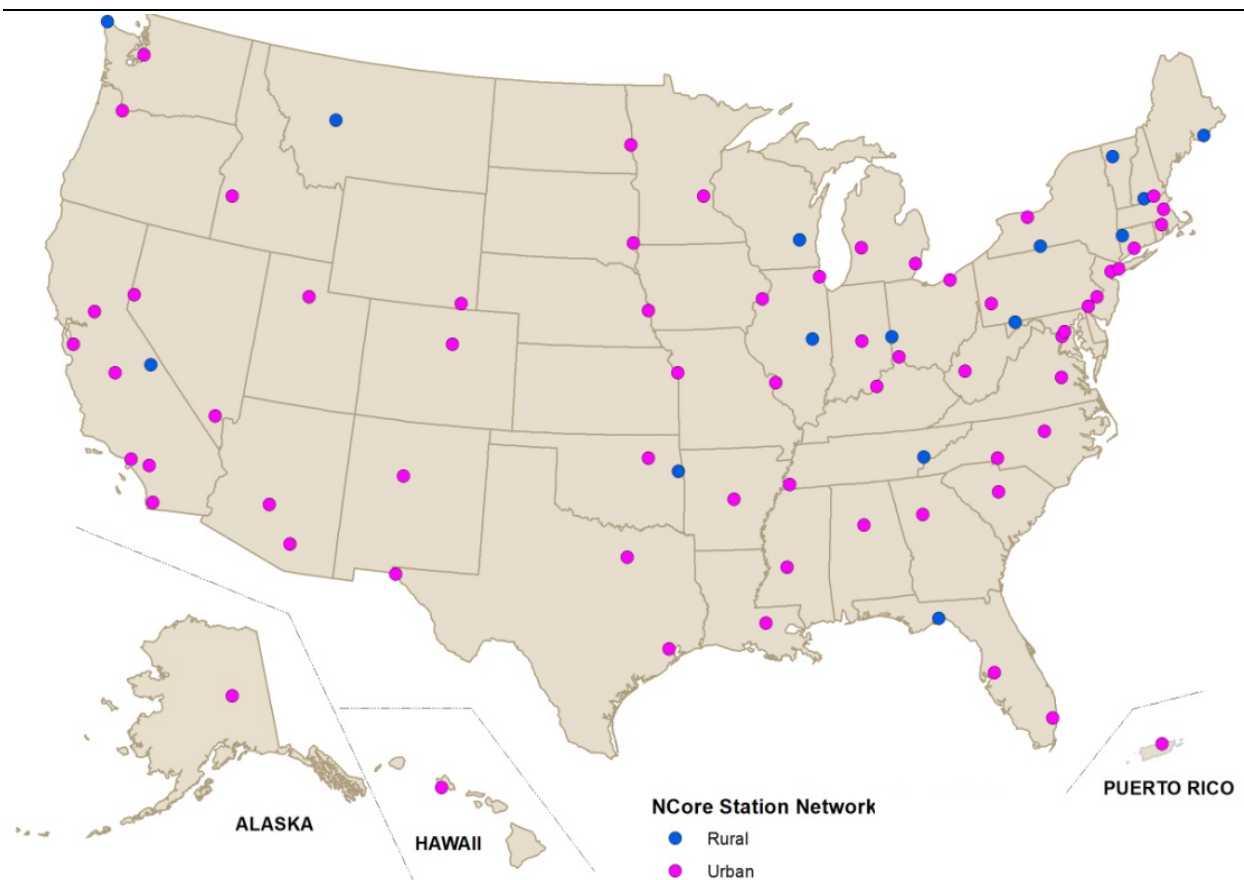 PUERTO RICO
NCore Station Network
ALASKA
Rural
HAWAII
Urban